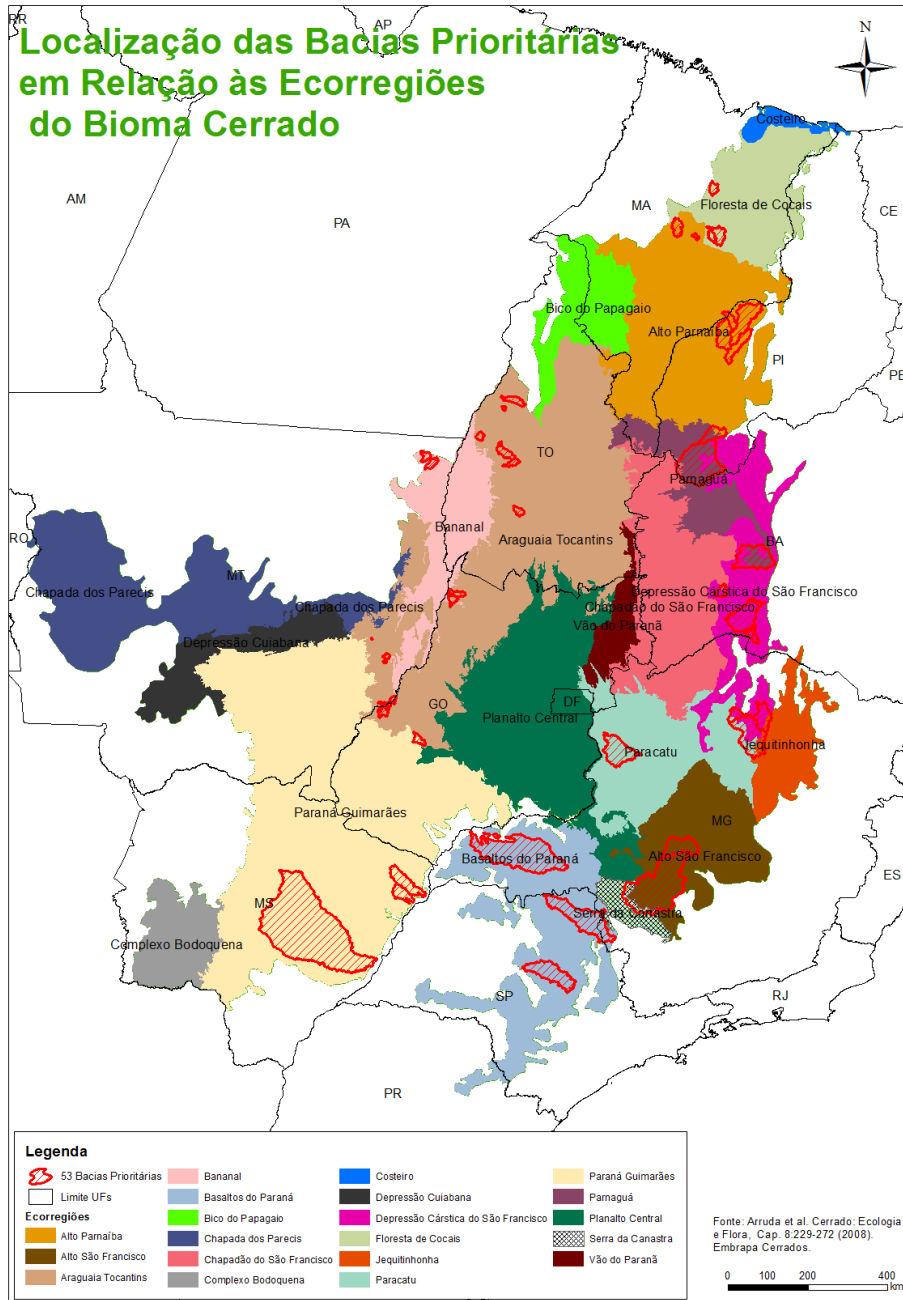 Localização das Bacias Prioritárias
em Relação às Ecorregiões
do Bioma Cerrado
RR
AP
N
Costeiro
AM
PA
MA
Floresta de Cocais
CE
Bico do Papagaio
Alto Parnaíba
PI
PE
TO
Parnaguá
Bananal
RO
Araguaia Tocantins
BA
MT
Chapada dos Parecis
Chapada dos Parecis
Depressão Cárstica do São Francisco
Chapadão do São Francisco
Vão do Paranã
Depressão Cuiabana
DF
GO
Planalto Central
Paracatu
Jequitinhonha
Paraná Guimarães
MG
Basaltos do Paraná
Alto São Francisco
ES
MS
Serra da Canastra
Complexo Bodoquena
SP
RJ
PR
Legenda
53 Bacias Prioritárias
Limite UFs
Ecorregiões
Alto Parnaíba
Alto São Francisco
Araguaia Tocantins
Bananal
Basaltos do Paraná
Bico do Papagaio
Chapada dos Parecis
Chapadão do São Francisco
Complexo Bodoquena
Costeiro
Depressão Cuiabana
Depressão Cárstica do São Francisco
Floresta de Cocais
Jequitinhonha
Paracatu
Paraná Guimarães
Parnaguá
Planalto Central
Serra da Canastra
Vão do Paranã
Fonte: Arruda et al. Cerrado: Ecologia
e Flora, Cap. 8:229-272 (2008).
Embrapa Cerrados.
0 100 200 400
km